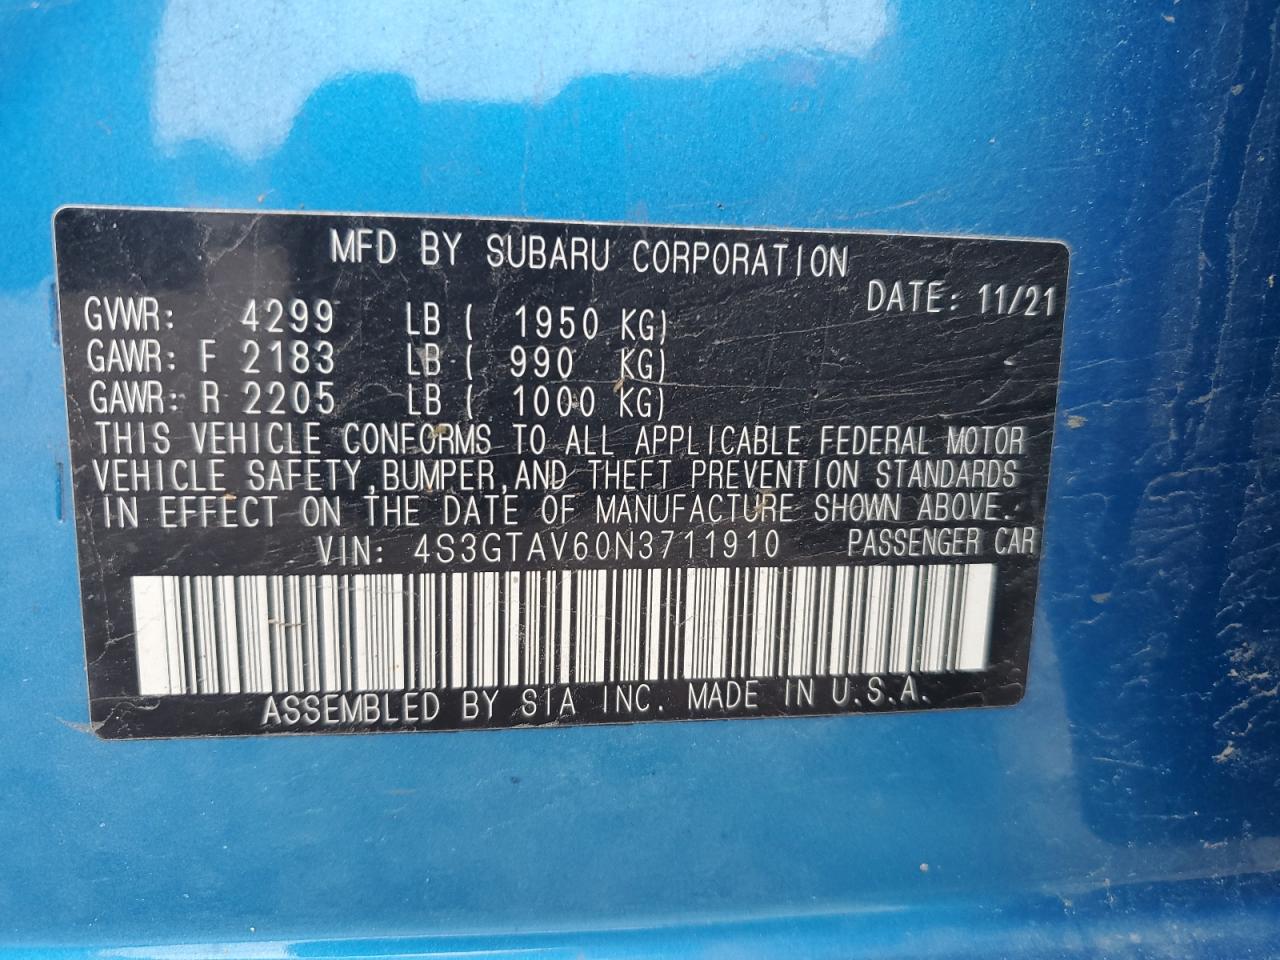 MFD BY SUBARU CORPORATION
DATE: 11/21
GVWR: 4299 LB ( 1950 KG)
GAWR: F 2183 LB ( 990 KG)
GAWR: R 2205 LB ( 1000 KG)
THIS VEHICLE CONFORMS TO ALL APPLICABLE FEDERAL MOTOR
VEHICLE SAFETY,BUMPER,AND THEFT PREVENTION STANDARDS
IN EFFECT ON THE DATE OF MANUFACTURE SHOWN ABOVE.
VIN: 4S3GTAV60N3711910 PASSENGER CAR
ASSEMBLED BY SIA INC. MADE IN U.S.A.